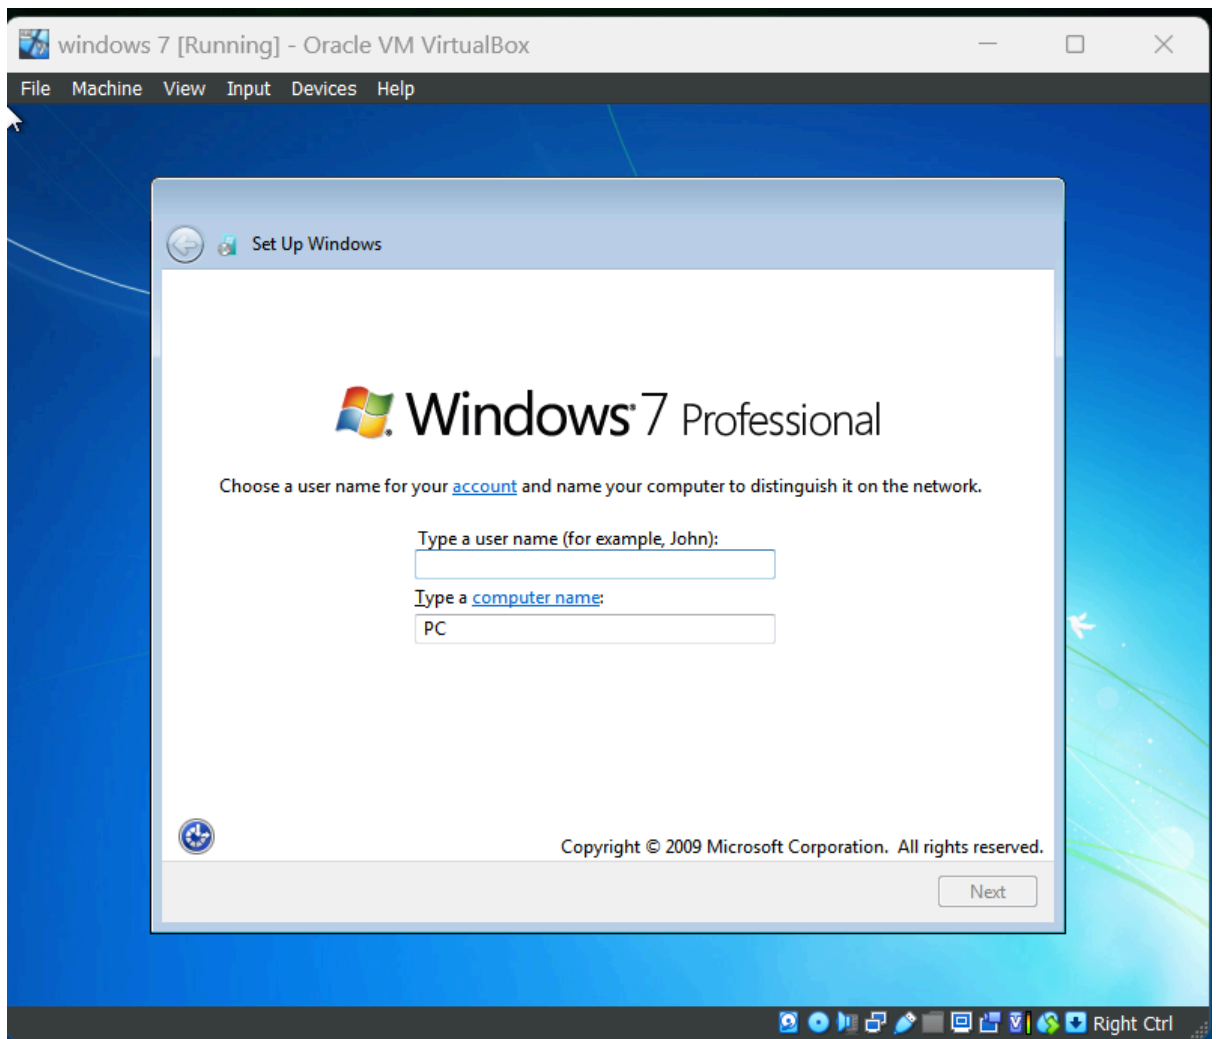 windows 7 [Running] - Oracle VM VirtualBox
File Machine View Input Devices Help
Set Up Windows
Windows 7 Professional
Choose a user name for your account and name your computer to distinguish it on the network.
Type a user name (for example, John):
Type a computer name:
PC
Copyright © 2009 Microsoft Corporation. All rights reserved.
Next
Right Ctrl